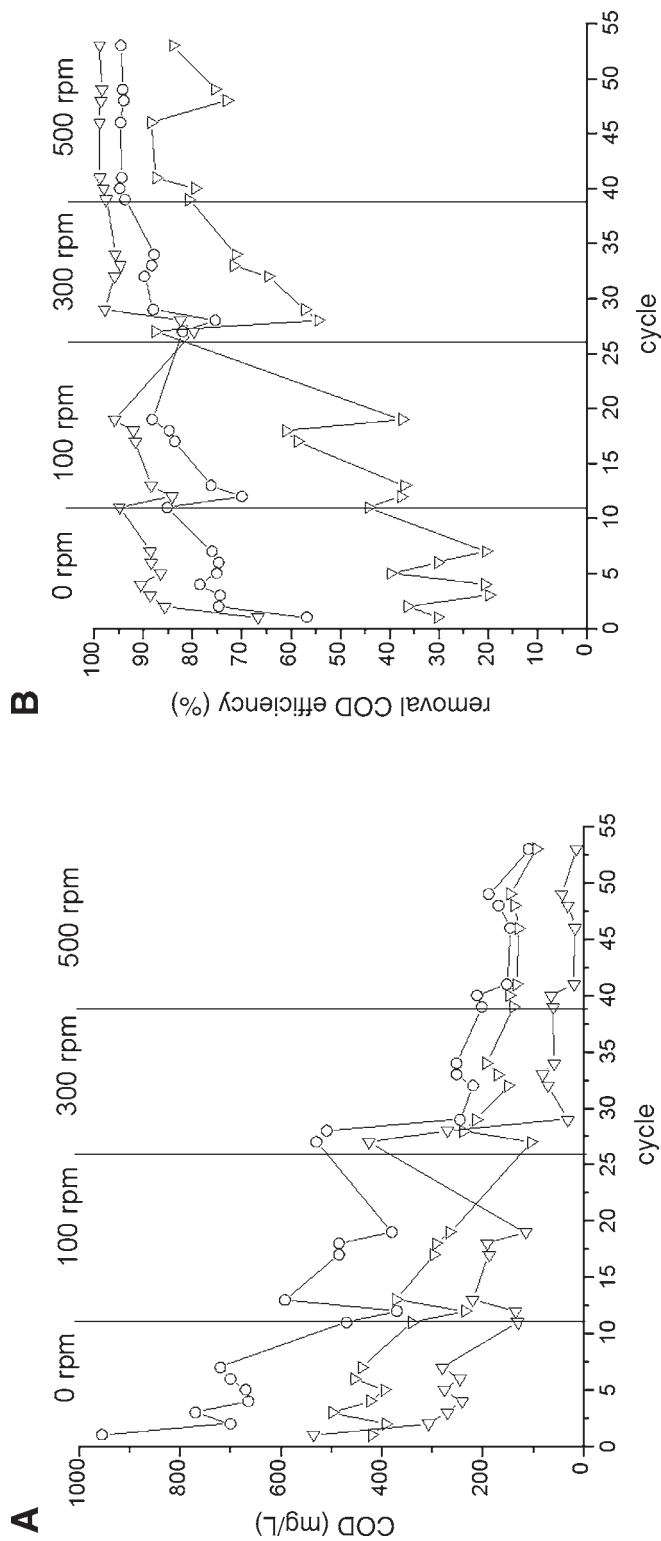 A
0 rpm 100 rpm 300 rpm 500 rpm
COD (mg/L)
1000
800
600
400
200
0
0 5 10 15 20 25 30 35 40 45 50 55
cycle
B
0 rpm 100 rpm 300 rpm 500 rpm
removal COD efficiency (%)
100
90
80
70
60
50
40
30
20
10
0
0 5 10 15 20 25 30 35 40 45 50 55
cycle